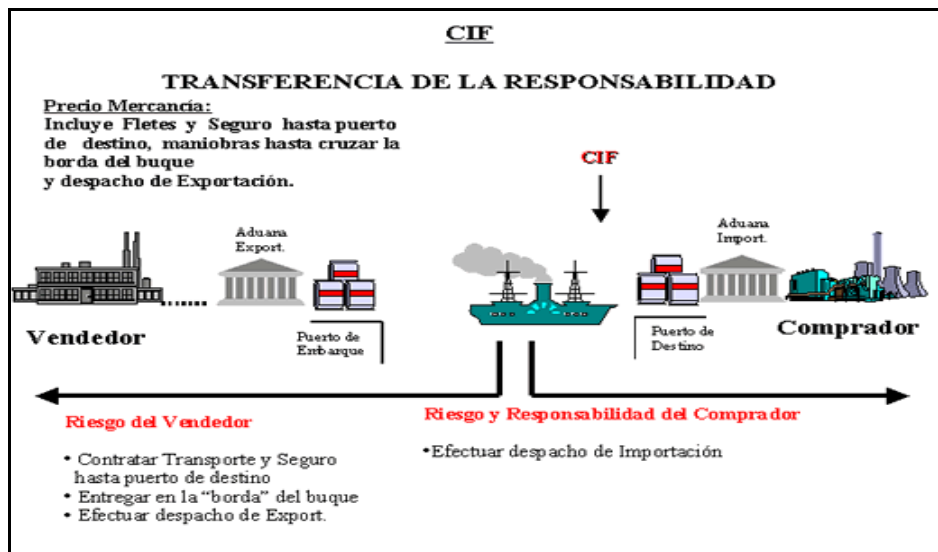 CIF
TRANSFERENCIA DE LA RESPONSABILIDAD
Precio Mercancía:
Incluye Fletes y Seguro hasta puerto
de destino, maniobras hasta cruzar la
borda del buque
y despacho de Exportación.
CIF
Aduana
Export.
Aduana
Import.
Vendedor
Puerto de
Embarque
Puerto de
Destino
Comprador
Riesgo del Vendedor
• Contratar Transporte y Seguro
hasta puerto de destino
• Entregar en la “borda” del buque
• Efectuar despacho de Export.
Riesgo y Responsabilidad del Comprador
•Efectuar despacho de Importación